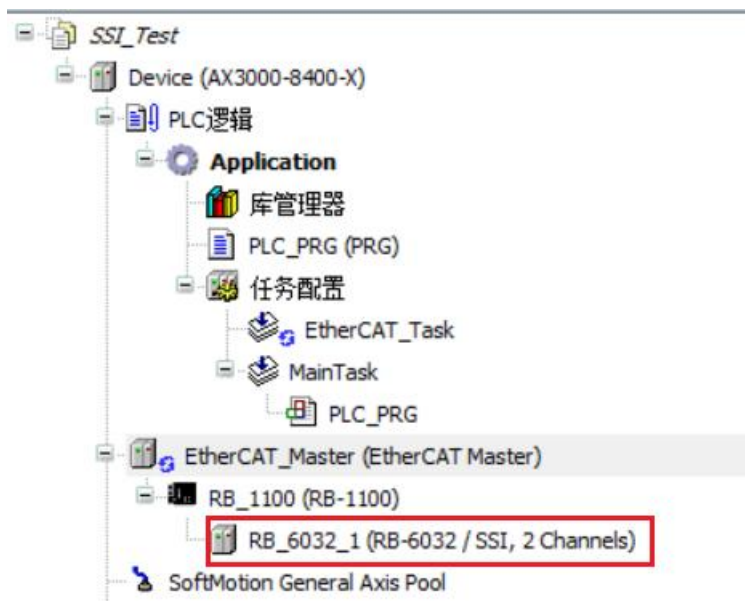 SSI_Test
Device (AX3000-8400-X)
PLC逻辑
Application
库管理器
PLC_PRG (PRG)
任务配置
EtherCAT_Task
MainTask
PLC_PRG
EtherCAT_Master (EtherCAT Master)
RB_1100 (RB-1100)
RB_6032_1 (RB-6032 / SSI, 2 Channels)
SoftMotion General Axis Pool